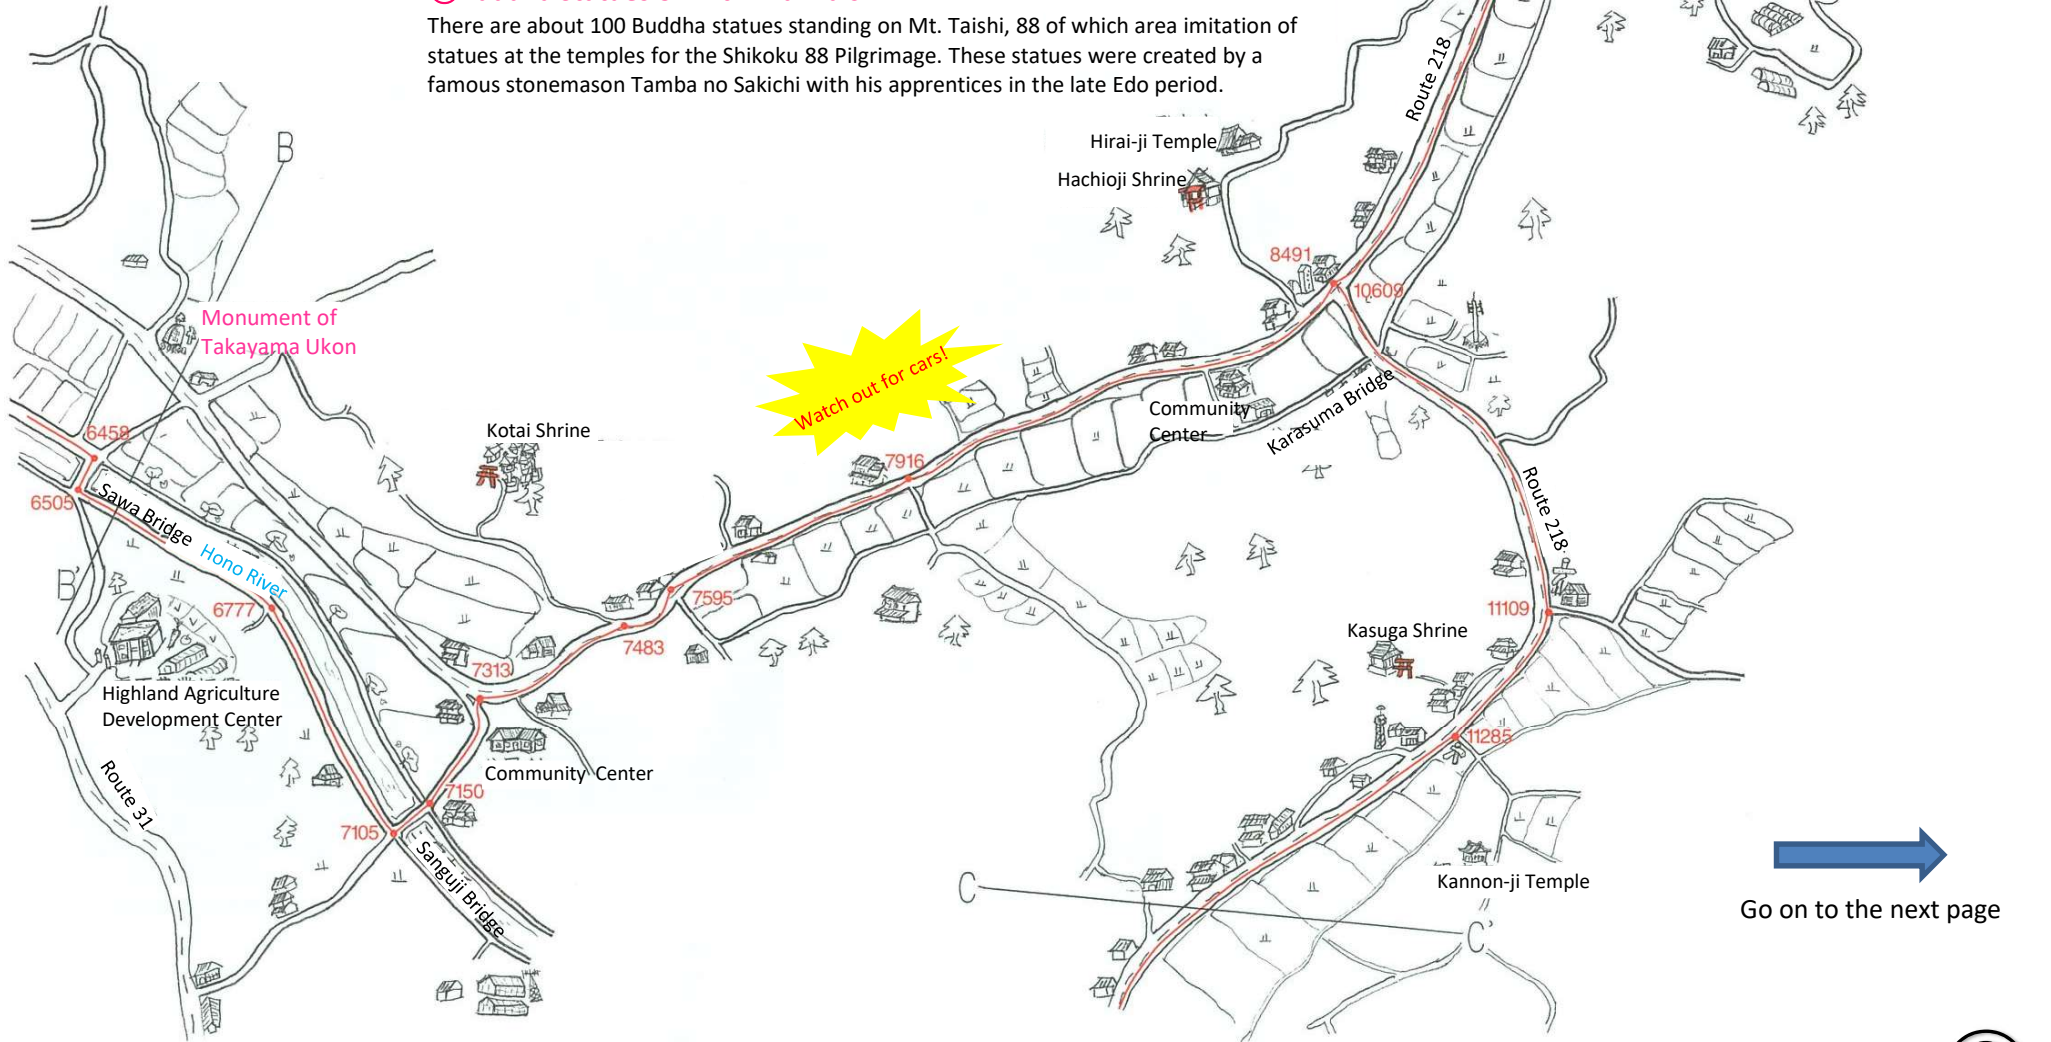 There are about 100 Buddha statues standing on Mt. Taishi, 88 of which area imitation of
statues at the temples for the Shikoku 88 Pilgrimage. These statues were created by a
famous stonemason Tamba no Sakichi with his apprentices in the late Edo period.
Route 218
Hirai-ji Temple
Hachioji Shrine
B
8491
10609
Monument of
Takayama Ukon
Watch out for cars!
Community
Center
Karasuma Bridge
Kotai Shrine
6458
7916
6505
Sawa Bridge
Hono River
Route 218
B'
6777
7595
7483
11109
Kasuga Shrine
7313
Highland Agriculture
Development Center
11285
Community Center
Route 31
7150
7105
Sanguji Bridge
C
Kannon-ji Temple
C'
Go on to the next page